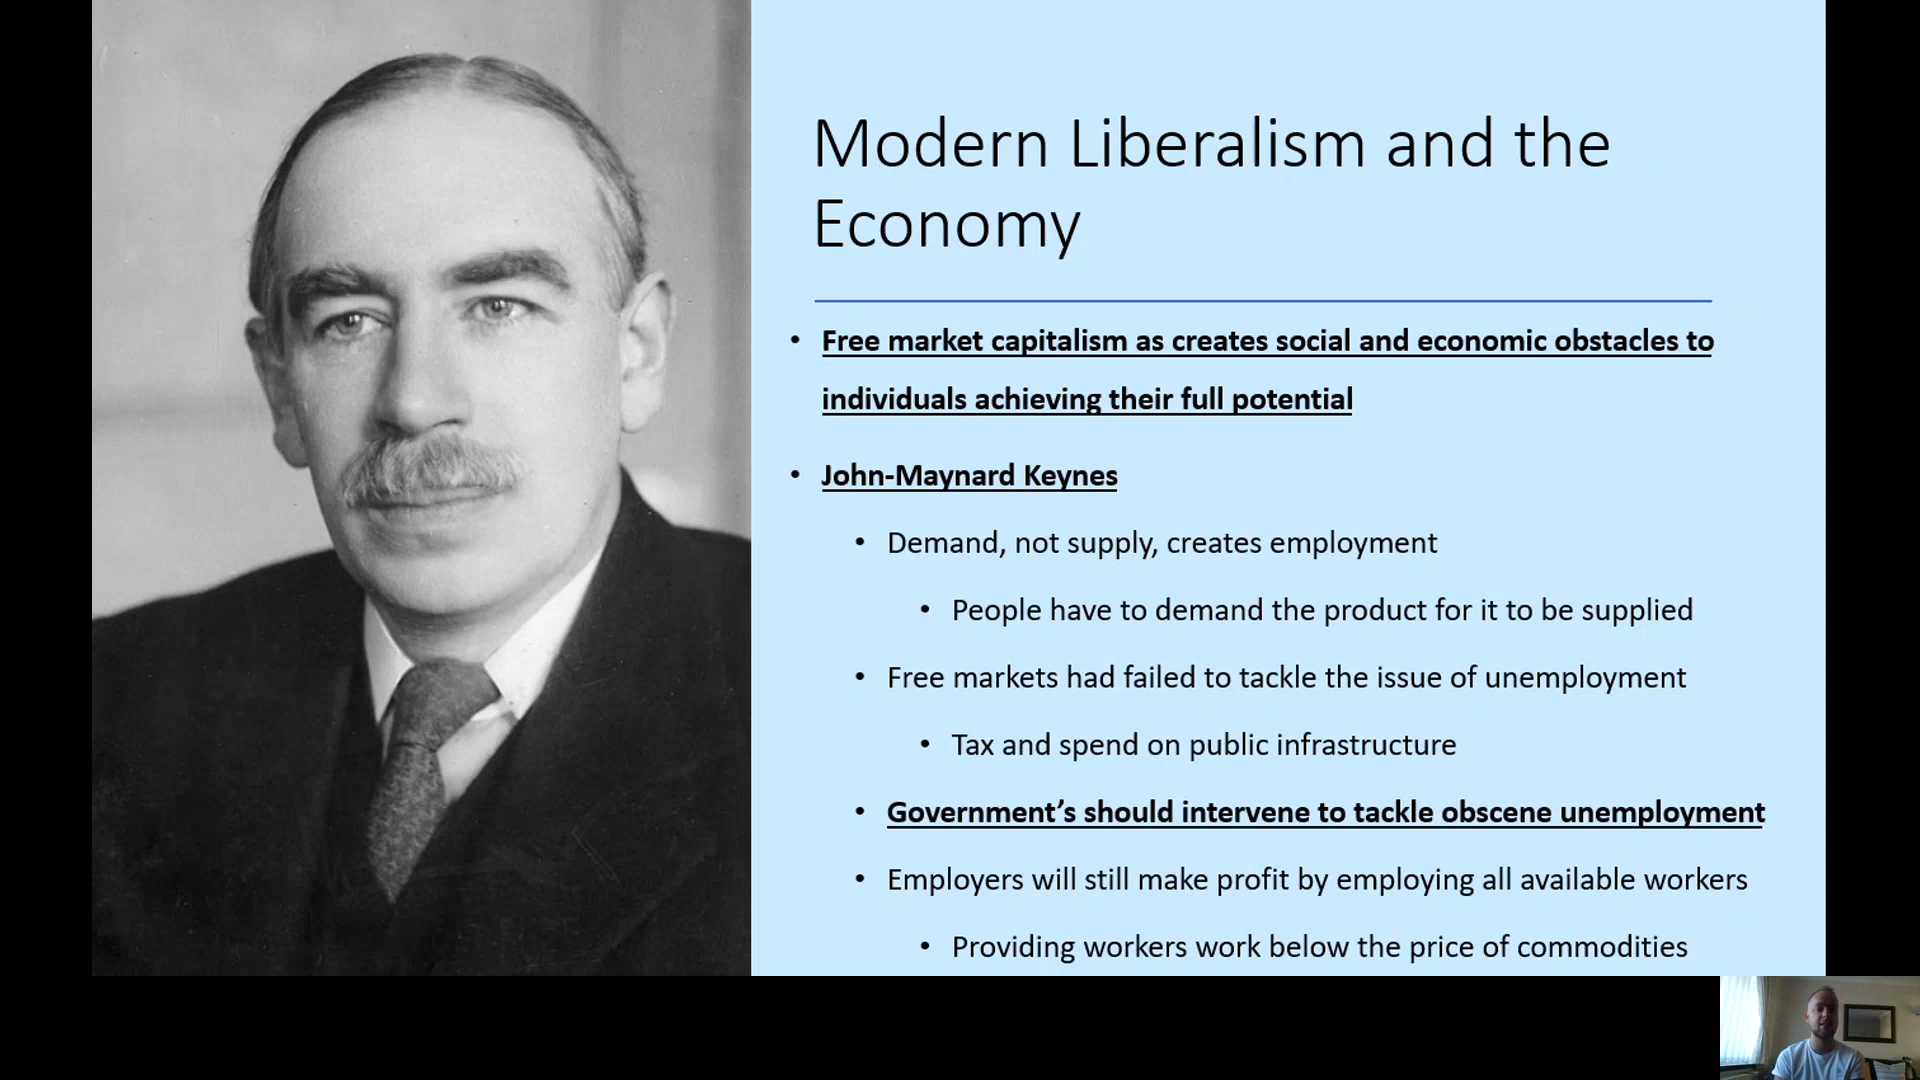 Modern Liberalism and the
Economy
• Free market capitalism as creates social and economic obstacles to
individuals achieving their full potential
• John-Maynard Keynes
• Demand, not supply, creates employment
• People have to demand the product for it to be supplied
• Free markets had failed to tackle the issue of unemployment
• Tax and spend on public infrastructure
• Government’s should intervene to tackle obscene unemployment
• Employers will still make profit by employing all available workers
• Providing workers work below the price of commodities